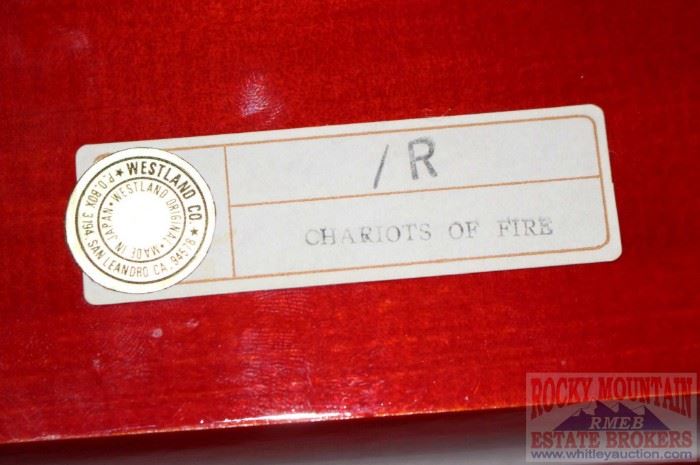 ★ WESTLAND CO ★
P.O.BOX 3194 SAN LEANDRO CA. 94578
WESTLAND ORIGINAL • MADE IN JAPAN •
/R
CHARIOTS OF FIRE
ROCKY MOUNTAIN
RMEB
ESTATE BROKERS
www.whitleyauction.com